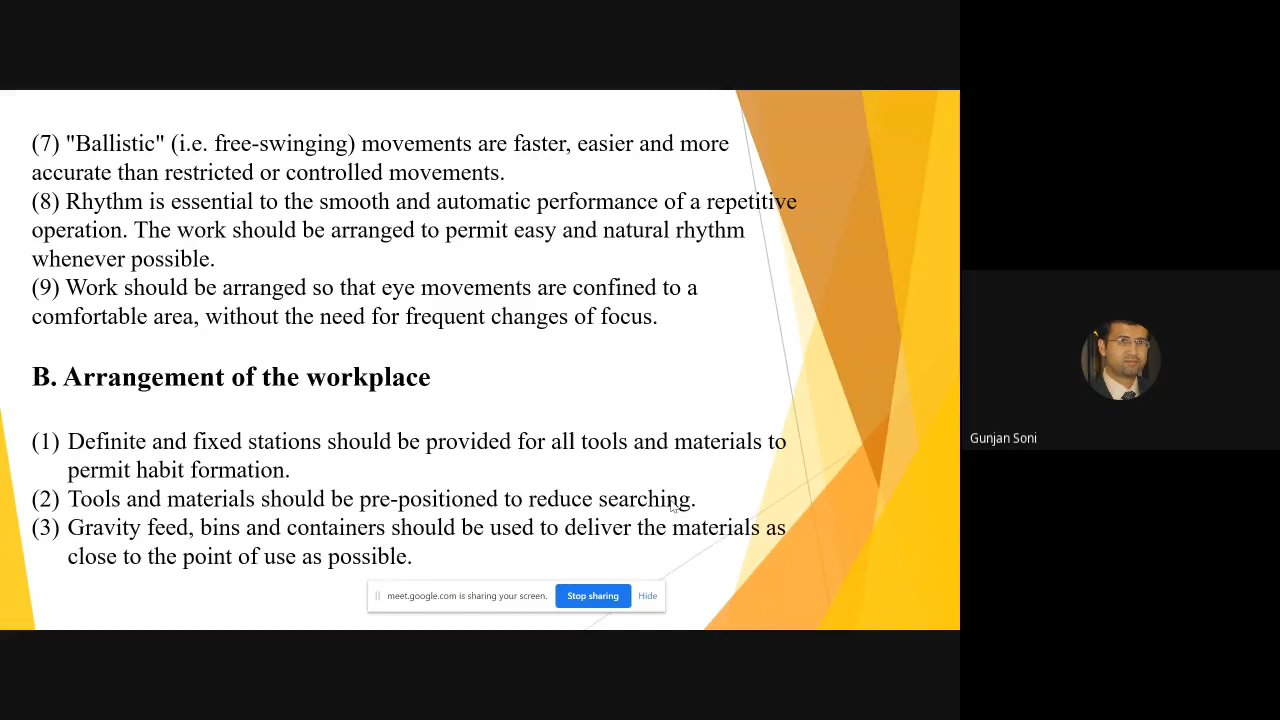 (7) "Ballistic" (i.e. free-swinging) movements are faster, easier and more
accurate than restricted or controlled movements.
(8) Rhythm is essential to the smooth and automatic performance of a repetitive
operation. The work should be arranged to permit easy and natural rhythm
whenever possible.
(9) Work should be arranged so that eye movements are confined to a
comfortable area, without the need for frequent changes of focus.
B. Arrangement of the workplace
(1) Definite and fixed stations should be provided for all tools and materials to
permit habit formation.
(2) Tools and materials should be pre-positioned to reduce searching.
(3) Gravity feed, bins and containers should be used to deliver the materials as
close to the point of use as possible.
meet.google.com is sharing your screen. Stop sharing Hide
Gunjan Soni